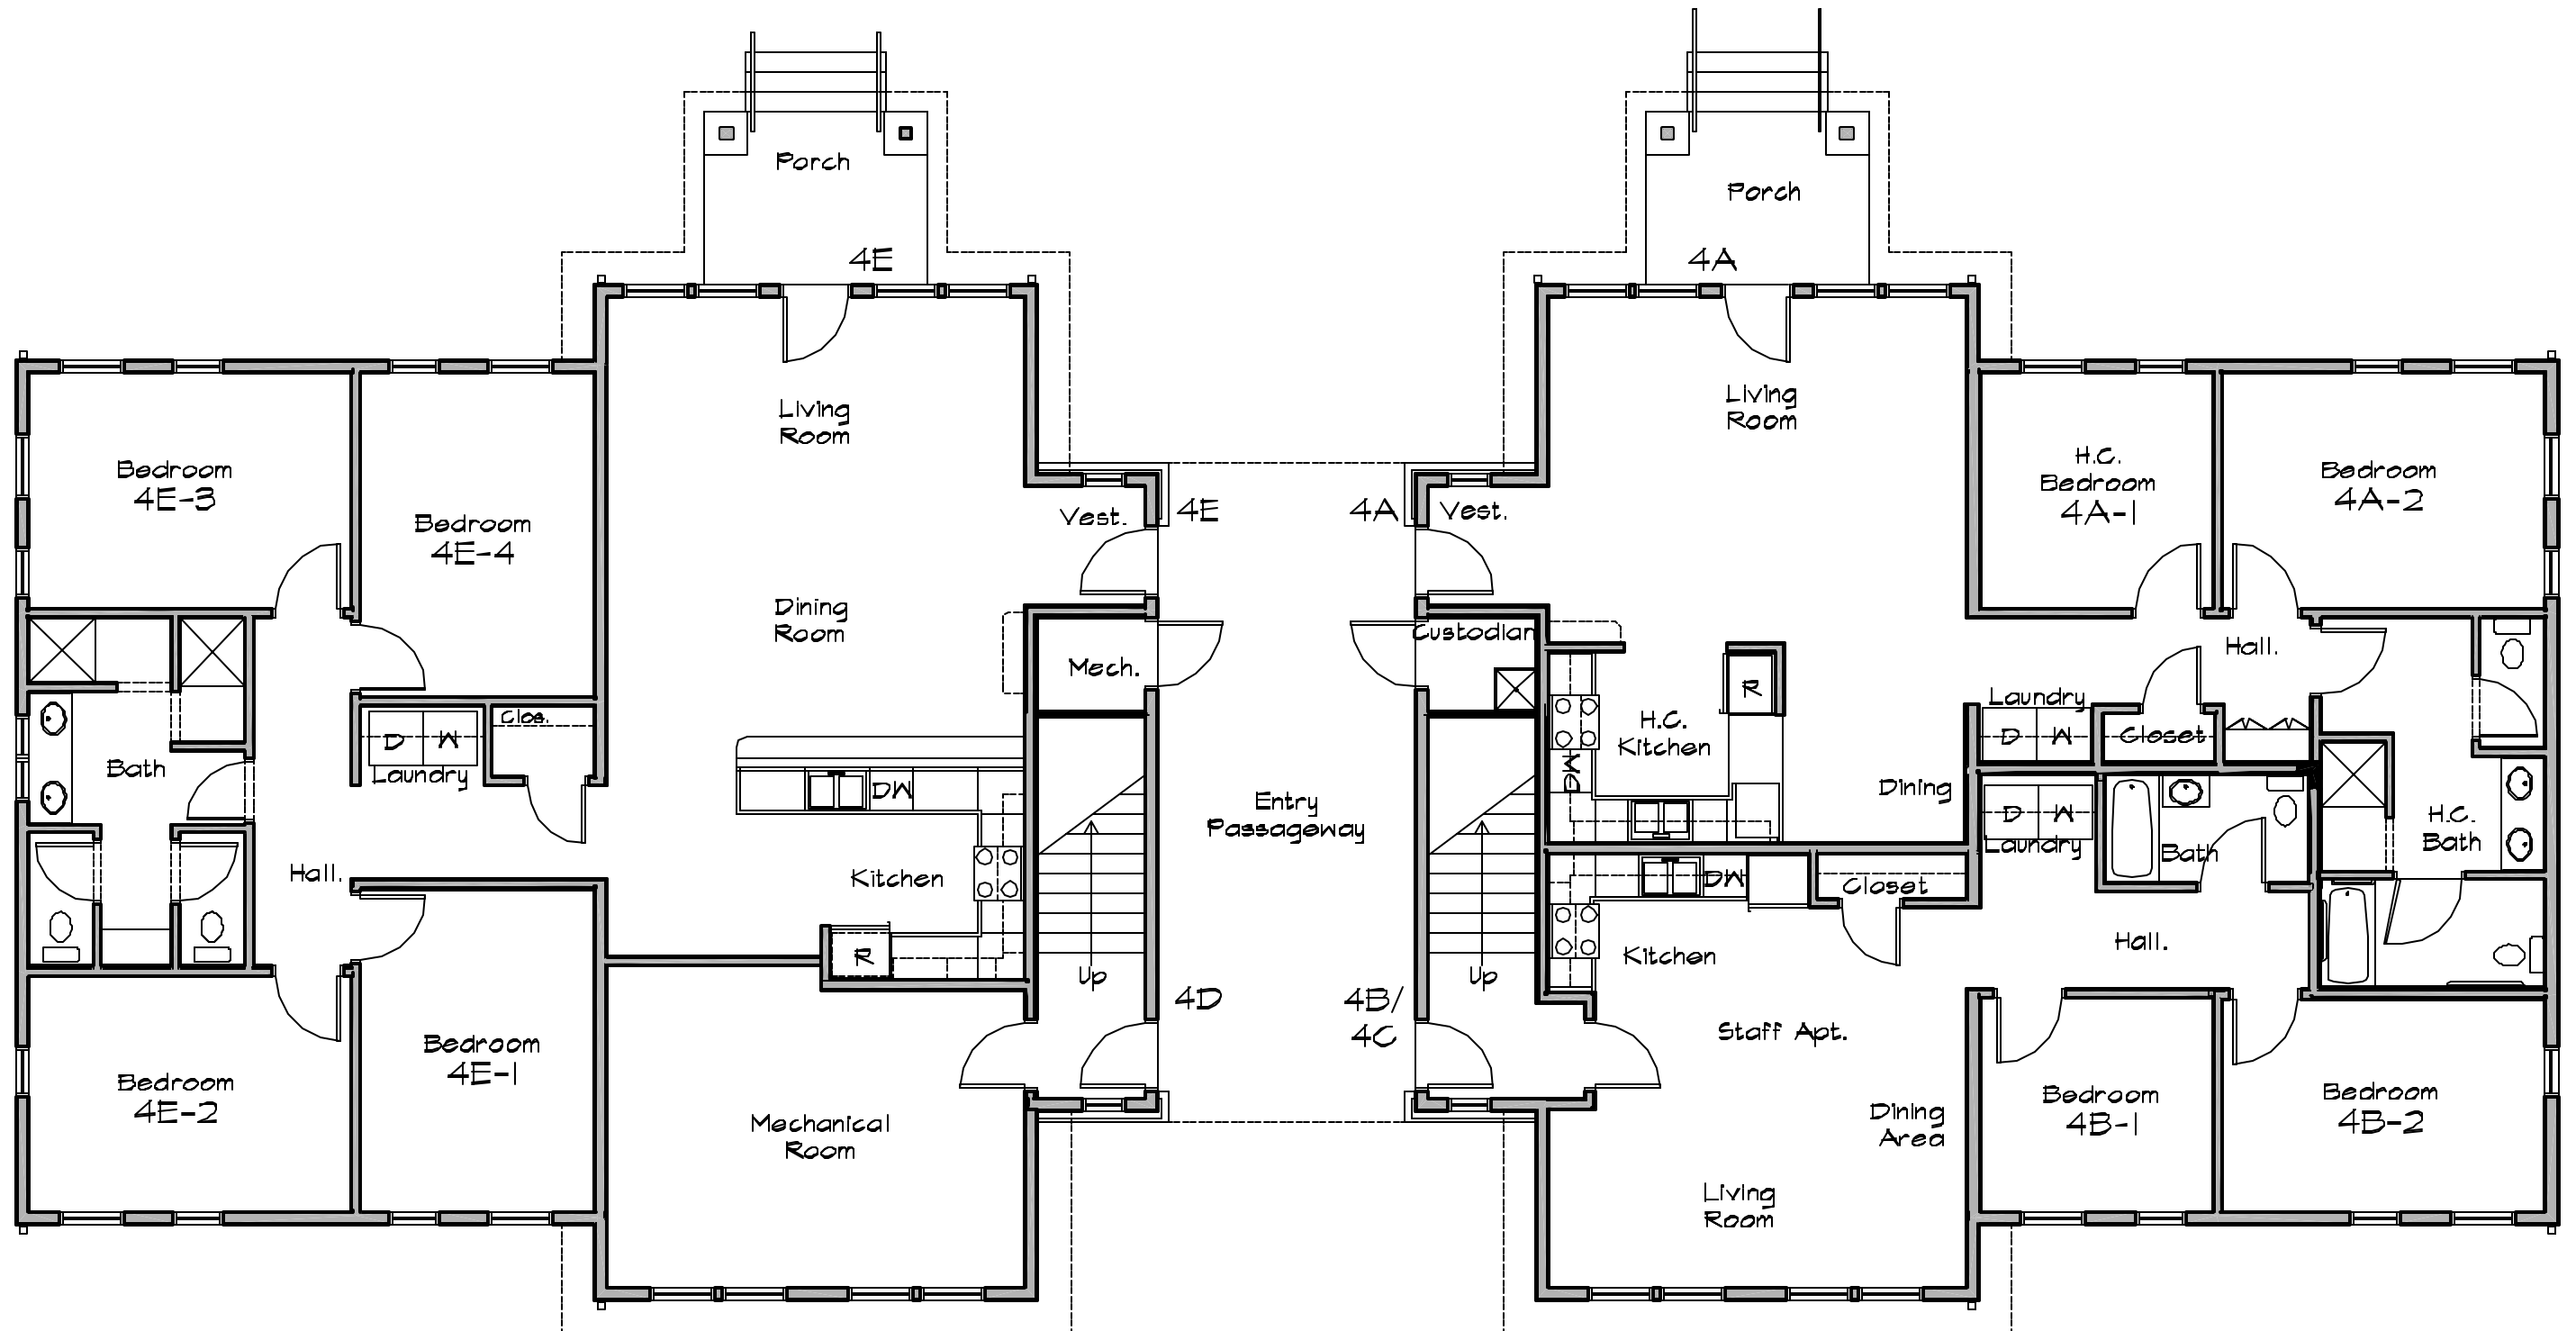 Porch
4E
Porch
4A
Living
Room
Living
Room
Bedroom
4E-3
Bedroom
4E-4
Vest.
4E
4A
Vest.
H.C.
Bedroom
4A-1
Bedroom
4A-2
Dining
Room
Mech.
Custodian
Hall.
Clos.
D W
Laundry
Bath
DW
R
H.C.
Kitchen
DW
Laundry
D W
Closet
Dining
Entry
Passageway
D W
Laundry
Bath
H.C.
Bath
Hall.
Kitchen
R
Up
Up
DW
Closet
Kitchen
Hall.
4D
4B/
4C
Staff Apt.
Bedroom
4E-2
Bedroom
4E-1
Mechanical
Room
Dining
Area
Living
Room
Bedroom
4B-1
Bedroom
4B-2